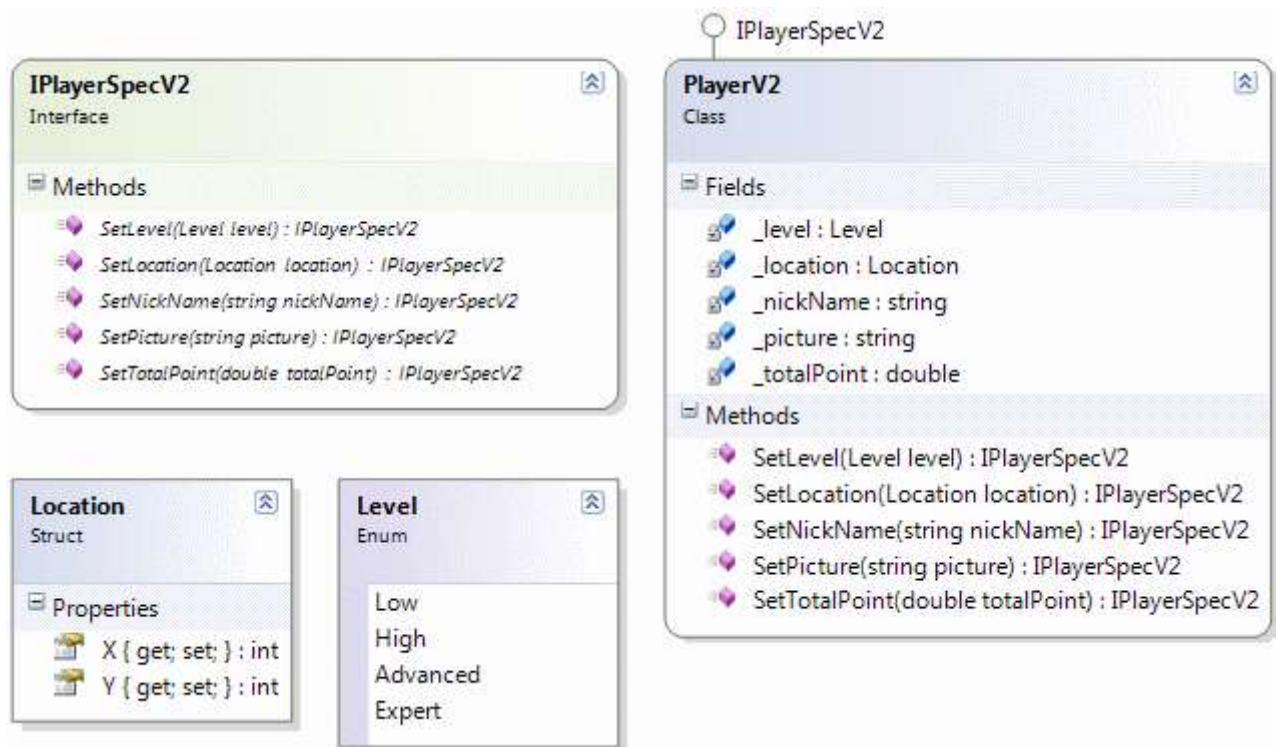 IPlayerSpecV2
Interface
Methods
SetLevel(Level level) : IPlayerSpecV2
SetLocation(Location location) : IPlayerSpecV2
SetNickName(string nickName) : IPlayerSpecV2
SetPicture(string picture) : IPlayerSpecV2
SetTotalPoint(double totalPoint) : IPlayerSpecV2
IPlayerSpecV2
PlayerV2
Class
Fields
_level : Level
_location : Location
_nickName : string
_picture : string
_totalPoint : double
Methods
SetLevel(Level level) : IPlayerSpecV2
SetLocation(Location location) : IPlayerSpecV2
SetNickName(string nickName) : IPlayerSpecV2
SetPicture(string picture) : IPlayerSpecV2
SetTotalPoint(double totalPoint) : IPlayerSpecV2
Location
Struct
Properties
X { get; set; } : int
Y { get; set; } : int
Level
Enum
Low
High
Advanced
Expert